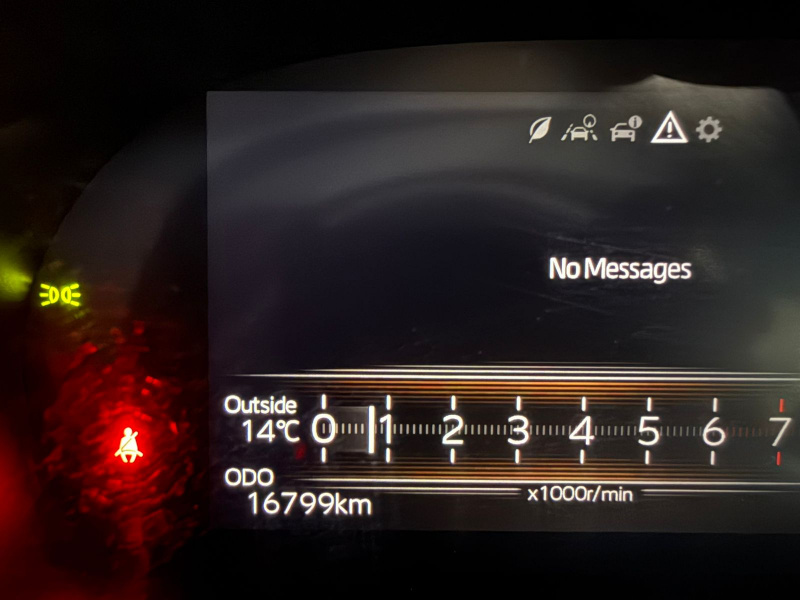 No Messages
Outside
14°C
0 1 2 3 4 5 6 7
ODO
16799km
x1000r/min